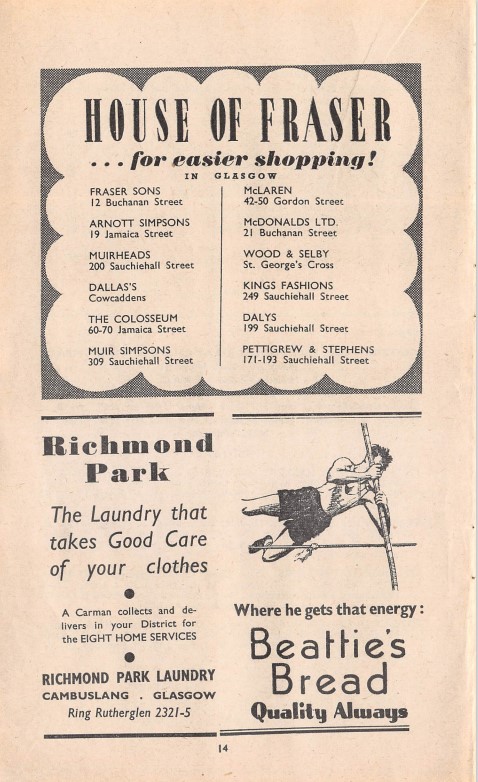 HOUSE OF FRASER
... for easier shopping!
IN GLASGOW
FRASER SONS
12 Buchanan Street
ARNOTT SIMPSONS
19 Jamaica Street
MUIRHEADS
200 Sauchiehall Street
DALLAS'S
Cowcaddens
THE COLOSSEUM
60-70 Jamaica Street
MUIR SIMPSONS
309 Sauchiehall Street
McLAREN
42-50 Gordon Street
McDONALDS LTD.
21 Buchanan Street
WOOD & SELBY
St. George's Cross
KINGS FASHIONS
249 Sauchiehall Street
DALYS
199 Sauchiehall Street
PETTIGREW & STEPHENS
171-193 Sauchiehall Street
Richmond
Park
The Laundry that
takes Good Care
of your clothes
A Carman collects and de-
livers in your District for
the EIGHT HOME SERVICES
RICHMOND PARK LAUNDRY
CAMBUSLANG . GLASGOW
Ring Rutherglen 2321-5
Where he gets that energy:
Beattie's
Bread
Quality Always
14